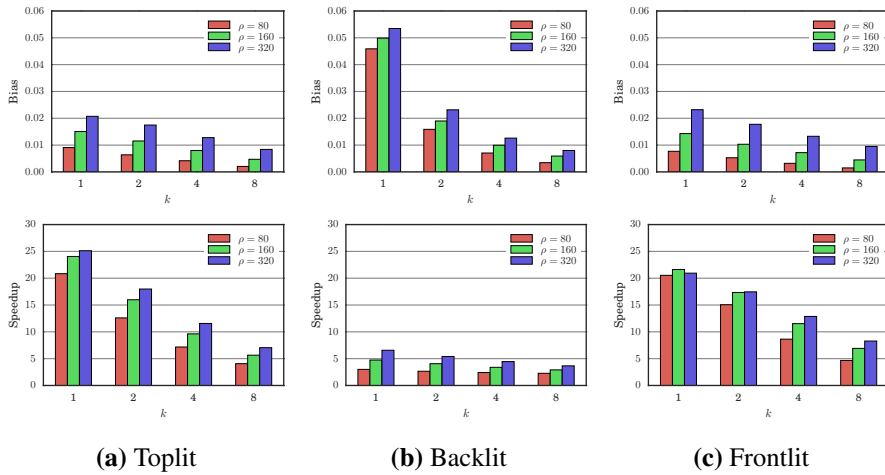 0.06
0.05
0.04
0.03
0.02
0.01
0.00
Bias
ρ = 80
ρ = 160
ρ = 320
1 2 4 8
k
0.06
0.05
0.04
0.03
0.02
0.01
0.00
Bias
ρ = 80
ρ = 160
ρ = 320
1 2 4 8
k
0.06
0.05
0.04
0.03
0.02
0.01
0.00
Bias
ρ = 80
ρ = 160
ρ = 320
1 2 4 8
k
30
25
20
15
10
5
0
Speedup
ρ = 80
ρ = 160
ρ = 320
1 2 4 8
k
30
25
20
15
10
5
0
Speedup
ρ = 80
ρ = 160
ρ = 320
1 2 4 8
k
30
25
20
15
10
5
0
Speedup
ρ = 80
ρ = 160
ρ = 320
1 2 4 8
k
(a) Toplit
(b) Backlit
(c) Frontlit